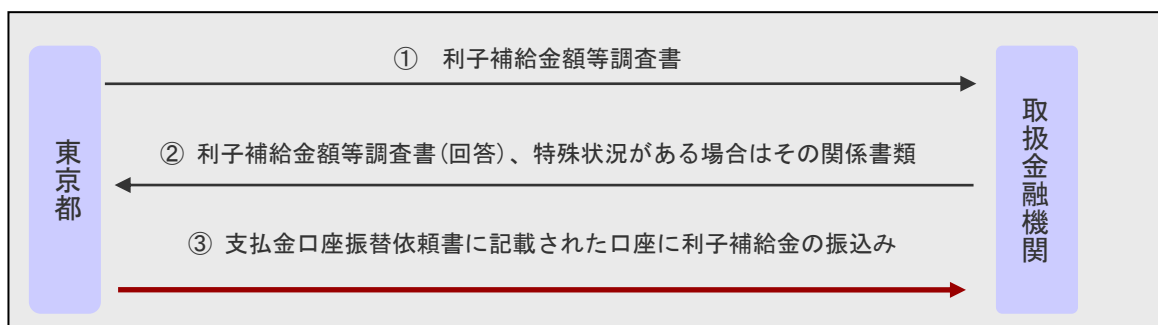 東京都
① 利子補給金額等調査書
② 利子補給金額等調査書(回答)、特殊状況がある場合はその関係書類
③ 支払金口座振替依頼書に記載された口座に利子補給金の振込み
取扱金融機関